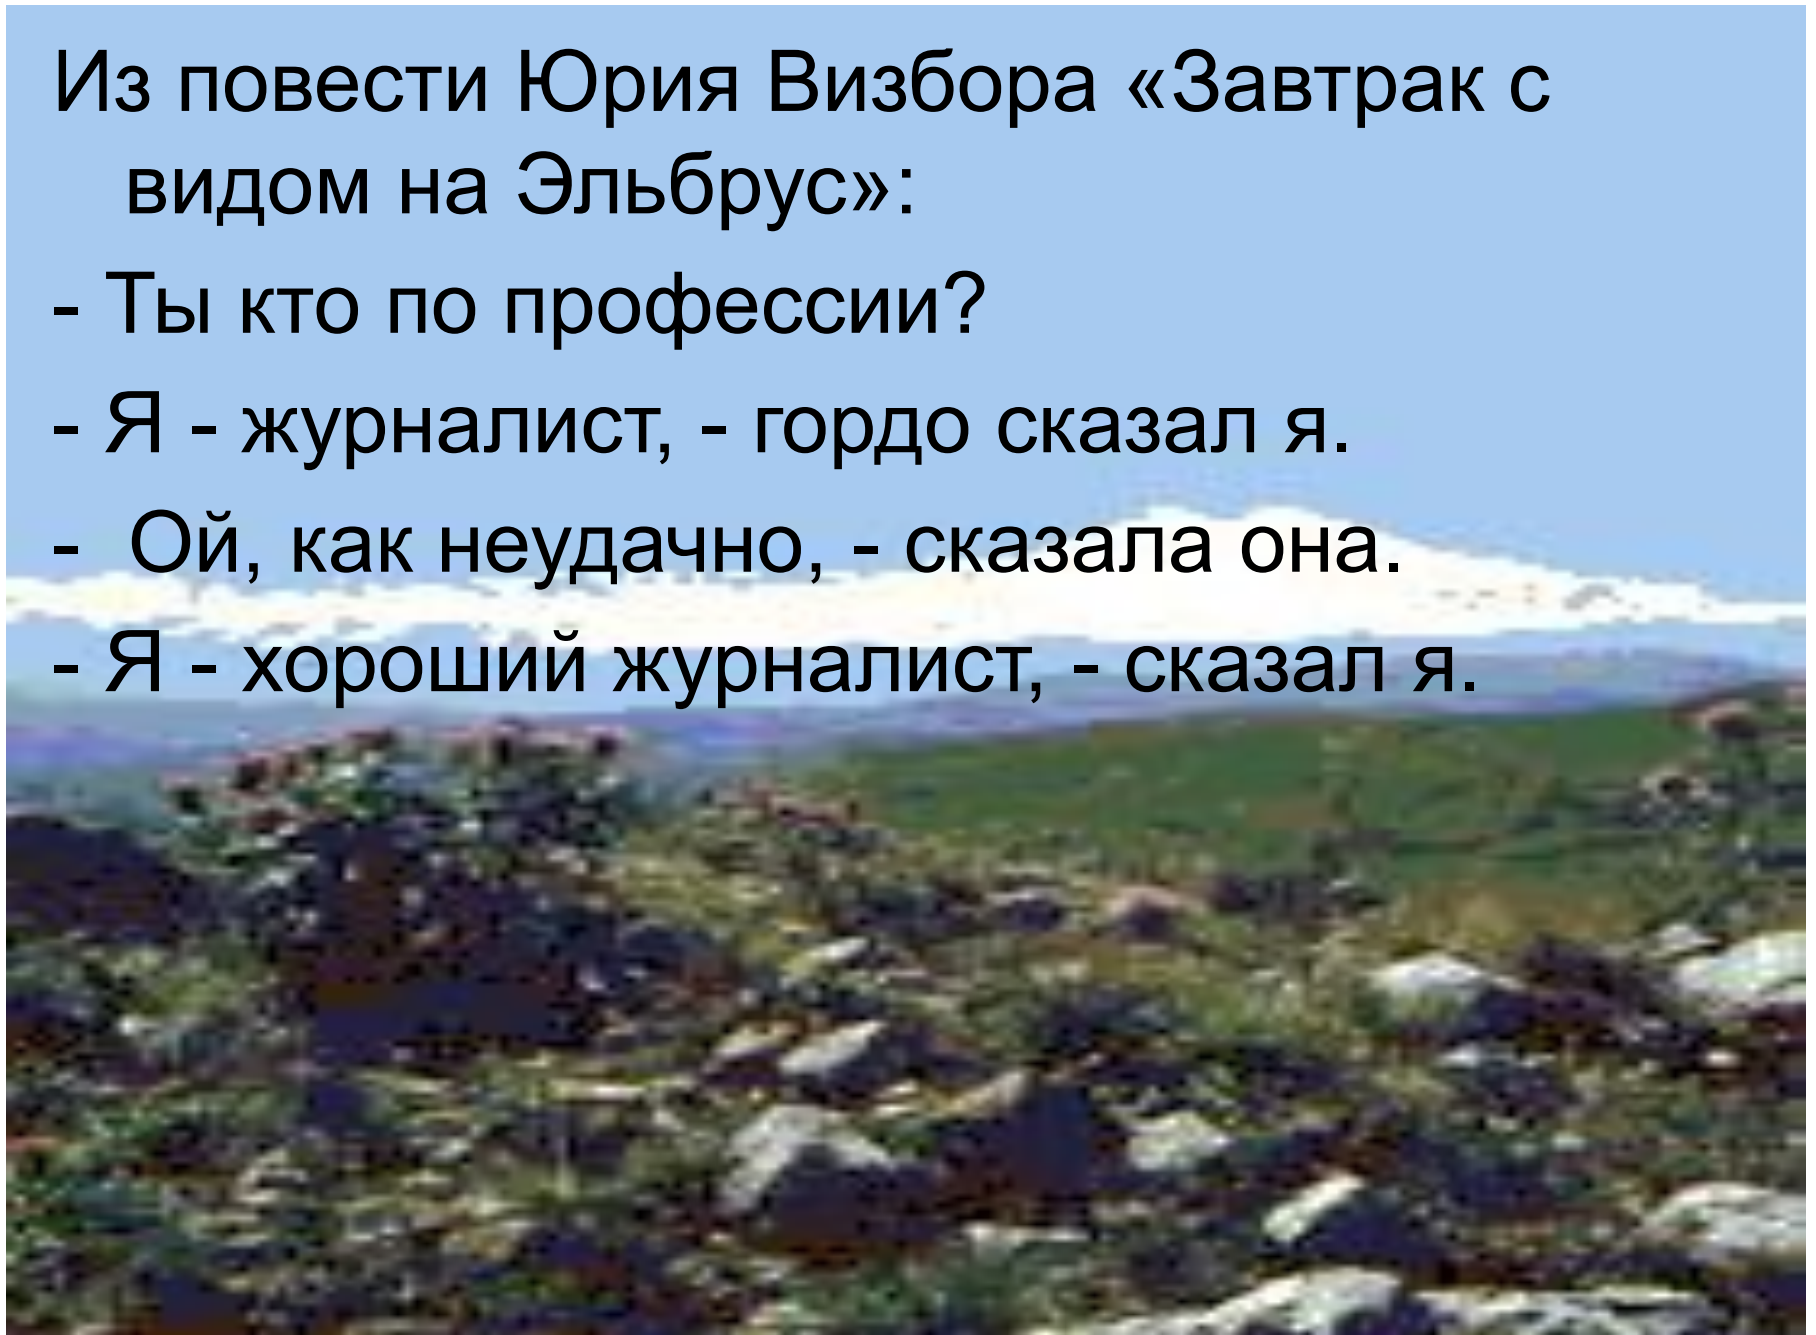 Из повести Юрия Визбора «Завтрак с
видом на Эльбрус»:
- Ты кто по профессии?
- Я - журналист, - гордо сказал я.
- Ой, как неудачно, - сказала она.
- Я - хороший журналист, - сказал я.